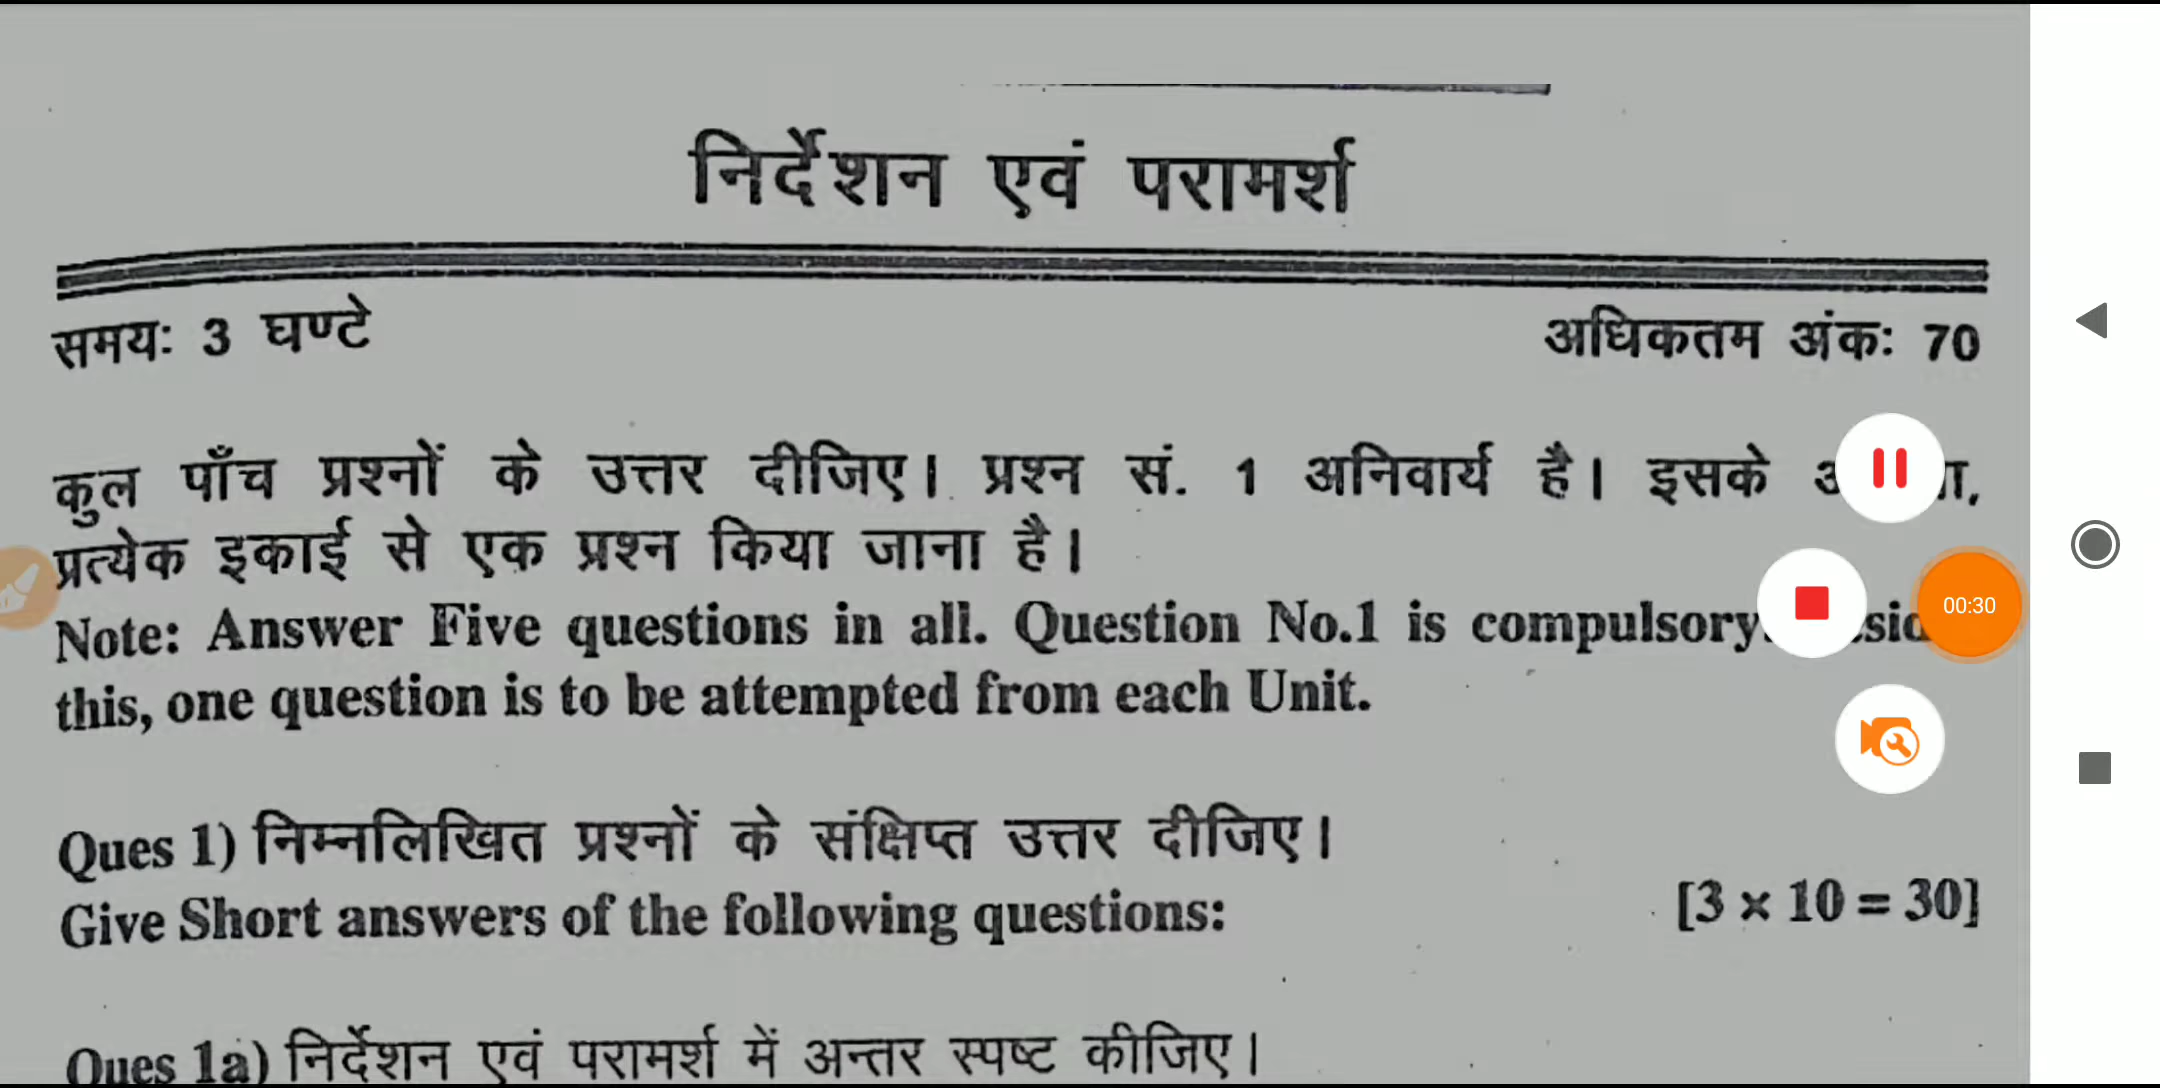 निर्देशन एवं परामर्श
समयः 3 घण्टे
अधिकतम अंकः 70
कुल पाँच प्रश्नों के उत्तर दीजिए। प्रश्न सं. 1 अनिवार्य है। इसके
प्रत्येक इकाई से एक प्रश्न किया जाना है।
Note: Answer Five questions in all. Question No.1 is compulsory.
00:30
this, one question is to be attempted from each Unit.
Ques 1) निम्नलिखित प्रश्नों के संक्षिप्त उत्तर दीजिए।
Give Short answers of the following questions:
[3 × 10 = 30]
Ques 1a) निर्देशन एवं परामर्श में अन्तर स्पष्ट कीजिए।